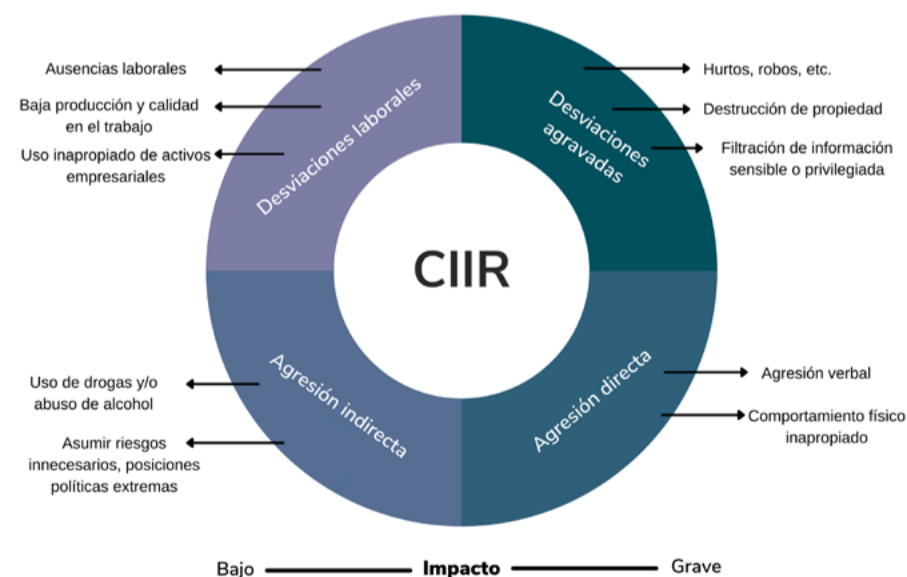 Ausencias laborales
Baja producción y calidad
en el trabajo
Uso inapropiado de activos
empresariales
Desviaciones laborales
Desviaciones
agravadas
Hurtos, robos, etc.
Destrucción de propiedad
Filtración de información
sensible o privilegiada
CIIR
Uso de drogas y/o
abuso de alcohol
Asumir riesgos
innecesarios, posiciones
políticas extremas
Agresión indirecta
Agresión directa
Agresión verbal
Comportamiento físico
inapropiado
Bajo Impacto Grave